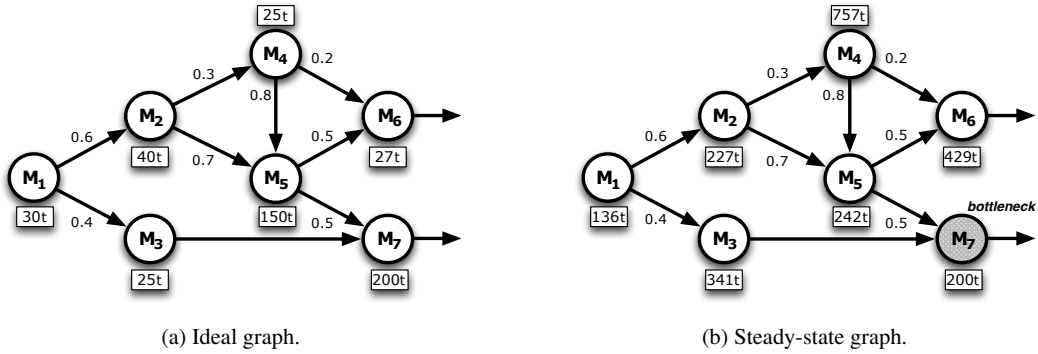 25t
M4
0.3
0.2
0.8
M2
M6
0.6
0.5
40t
0.7
27t
M1
M5
30t
0.4
150t
0.5
M3
M7
25t
200t
(a) Ideal graph.
757t
M4
0.3
0.2
0.8
M2
M6
0.6
0.5
227t
0.7
429t
M1
M5
136t
0.4
242t
bottleneck
0.5
M3
M7
341t
200t
(b) Steady-state graph.